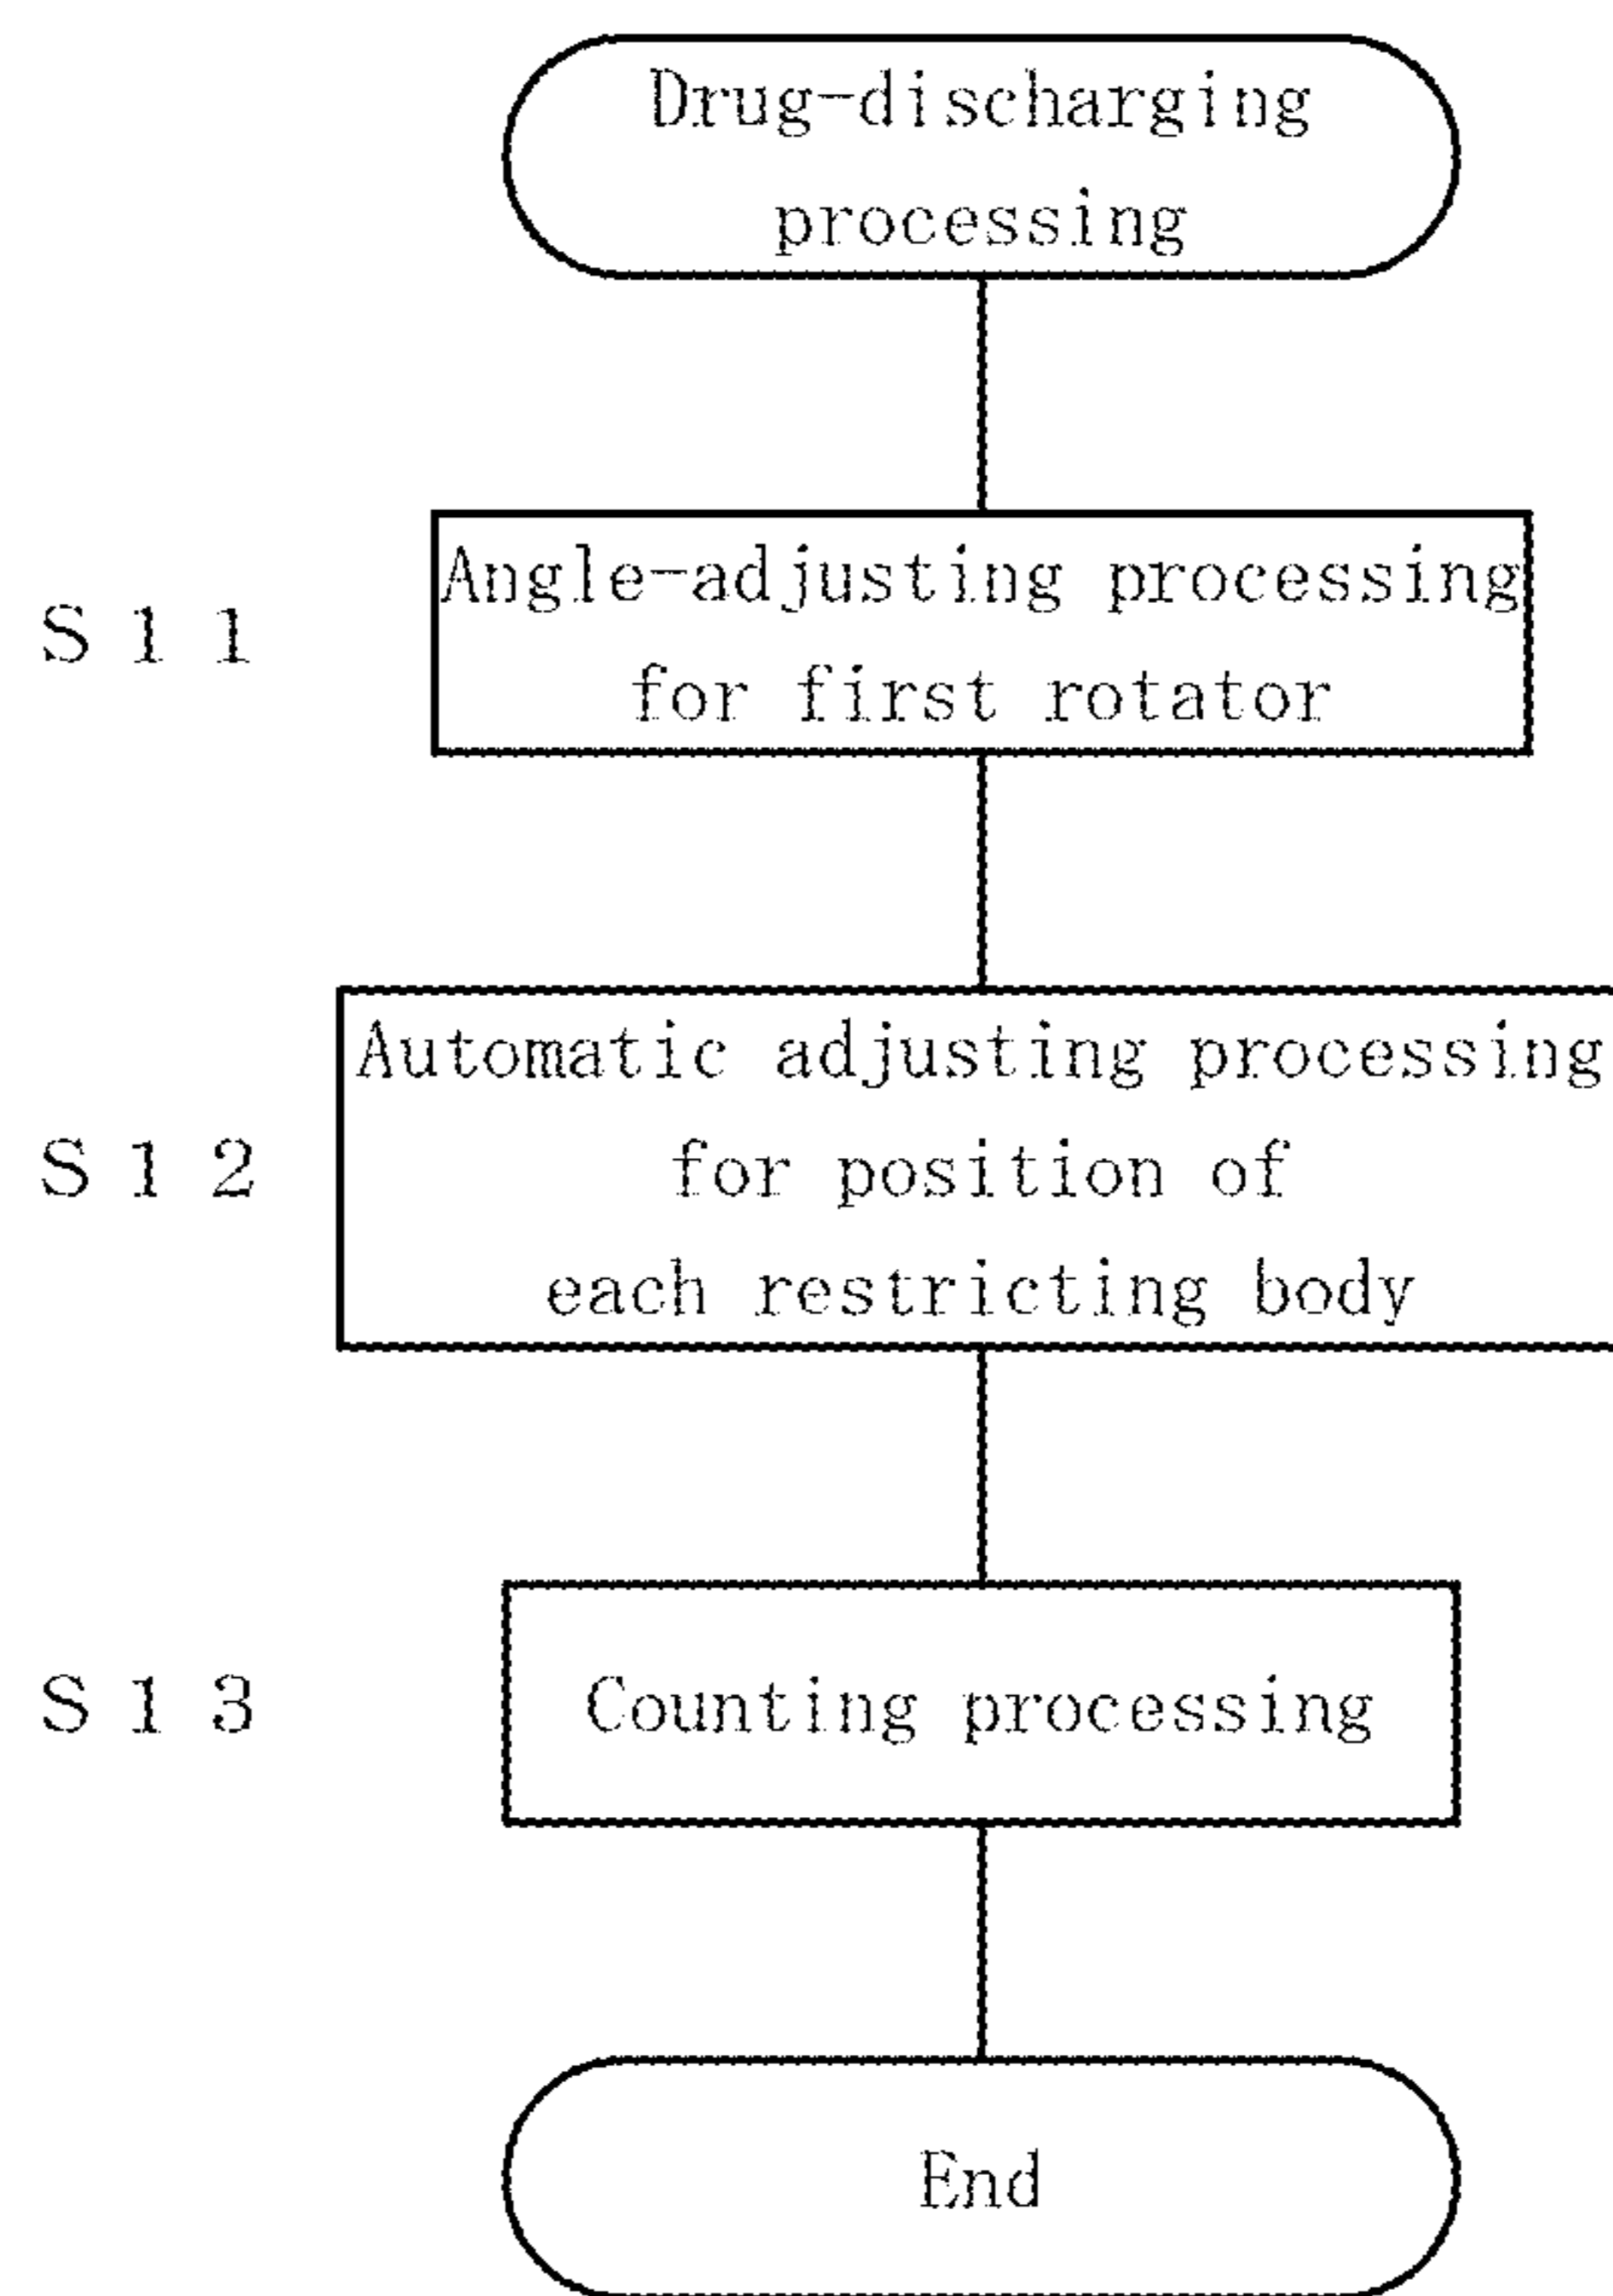 Drug-discharging
processing
S11
Angle-adjusting processing
for first rotator
S12
Automatic adjusting processing
for position of
each restricting body
S13
Counting processing
End